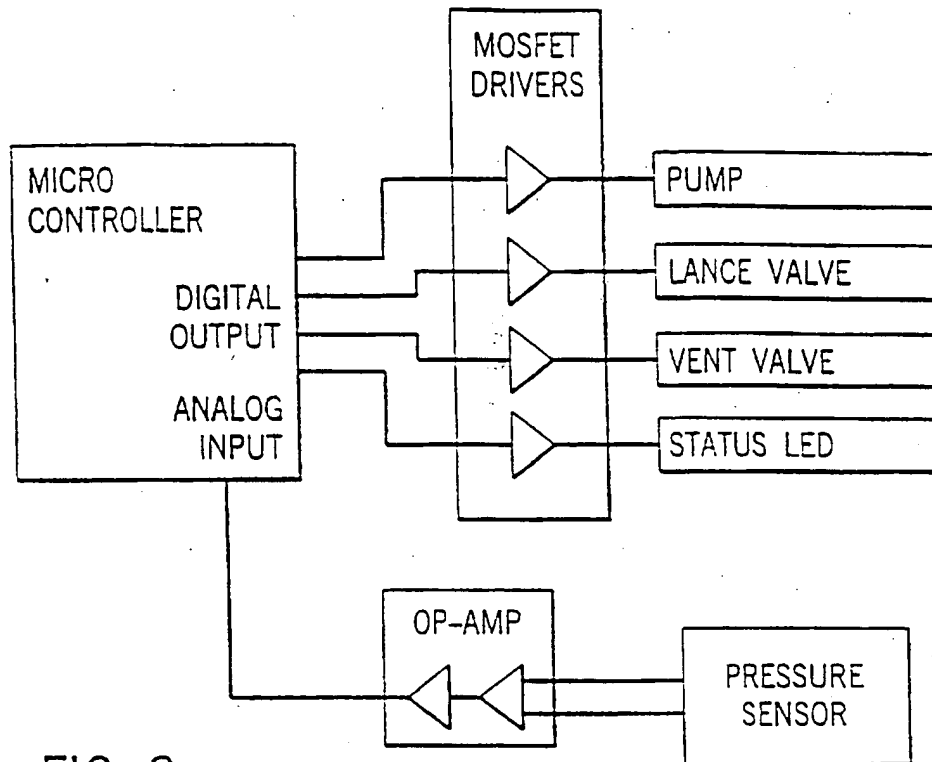 MOSFET
DRIVERS
MICRO
CONTROLLER
PUMP
LANCE VALVE
DIGITAL
OUTPUT
VENT VALVE
ANALOG
INPUT
STATUS LED
OP-AMP
PRESSURE
SENSOR
FIG.